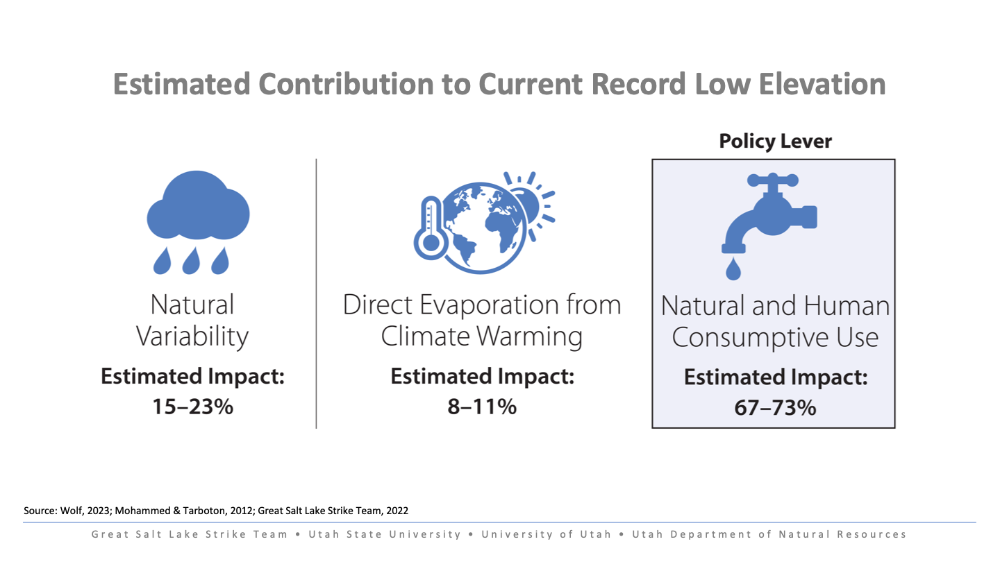 Estimated Contribution to Current Record Low Elevation
Natural
Variability
Estimated Impact:
15–23%
Direct Evaporation from
Climate Warming
Estimated Impact:
8–11%
Policy Lever
Natural and Human
Consumptive Use
Estimated Impact:
67–73%
Source: Wolf, 2023; Mohammed & Tarboton, 2012; Great Salt Lake Strike Team, 2022
Great Salt Lake Strike Team • Utah State University • University of Utah • Utah Department of Natural Resources